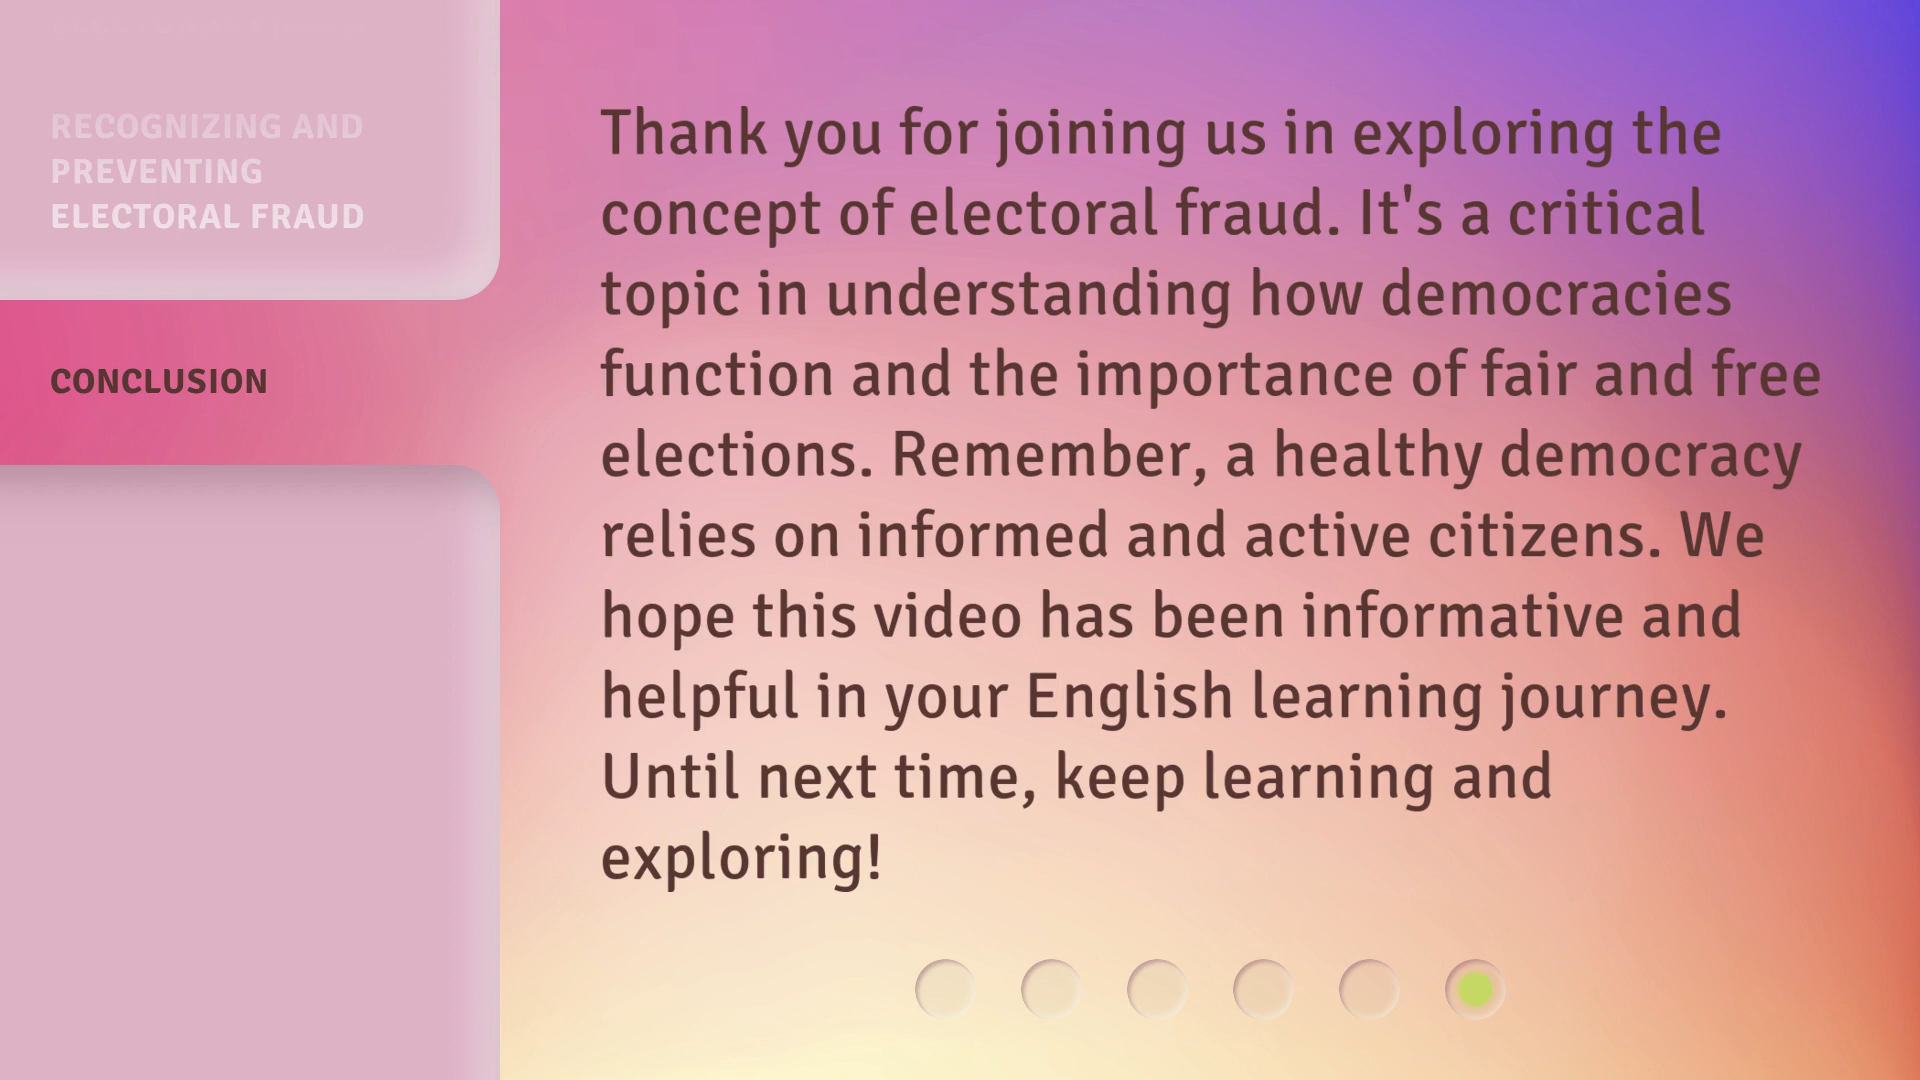 RECOGNIZING AND
PREVENTING
ELECTORAL FRAUD
CONCLUSION
Thank you for joining us in exploring the
concept of electoral fraud. It's a critical
topic in understanding how democracies
function and the importance of fair and free
elections. Remember, a healthy democracy
relies on informed and active citizens. We
hope this video has been informative and
helpful in your English learning journey.
Until next time, keep learning and
exploring!